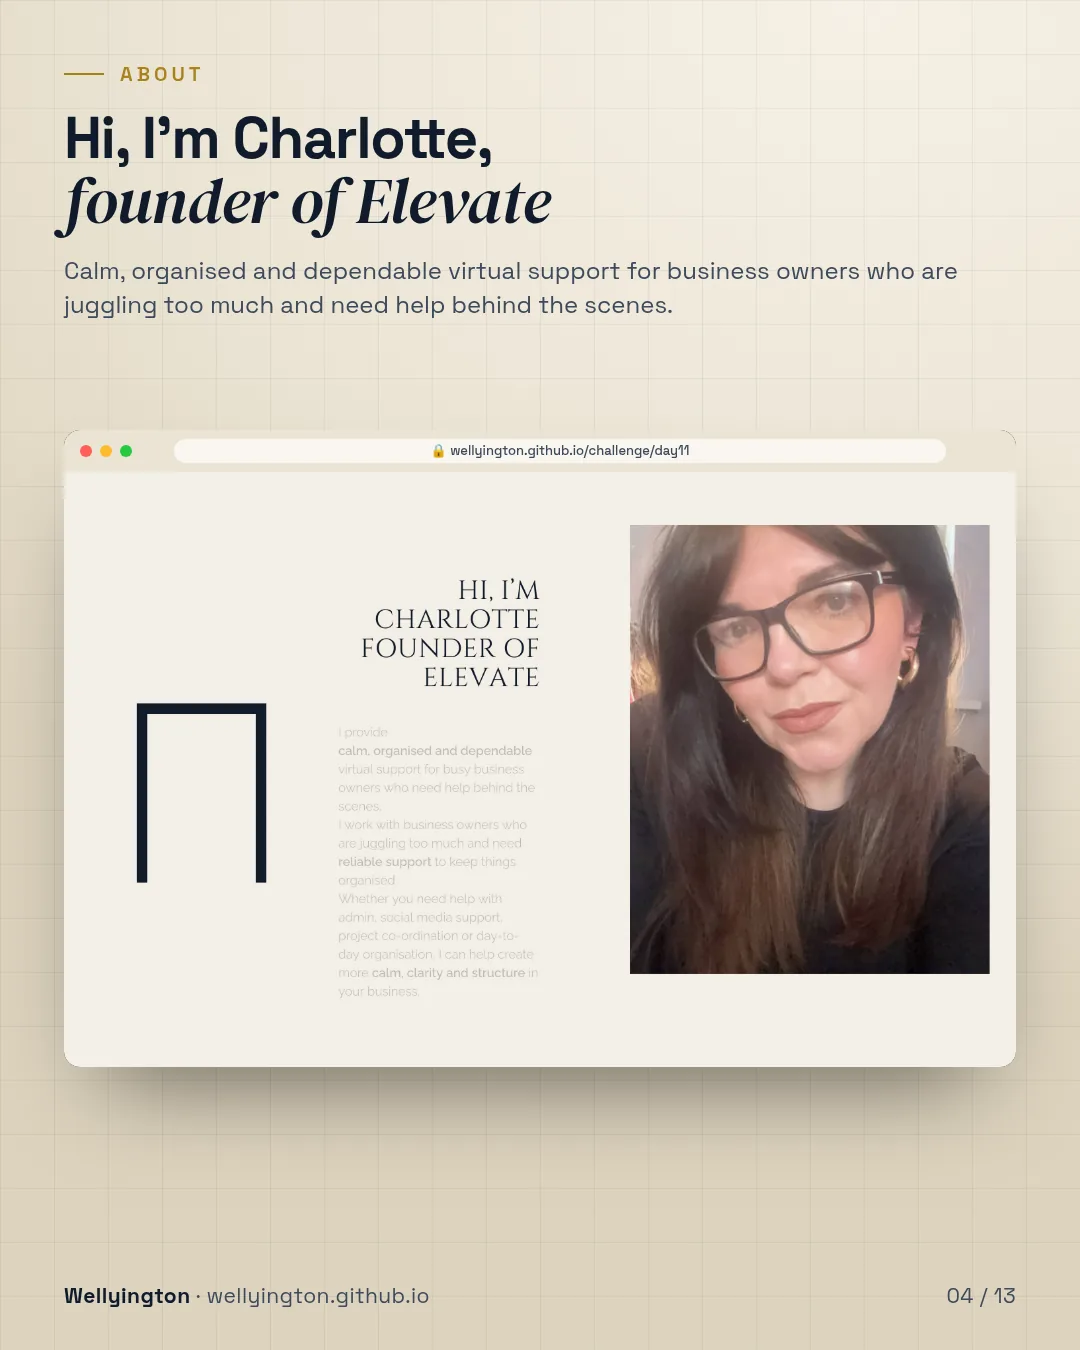 ABOUT
Hi, I’m Charlotte,
founder of Elevate
Calm, organised and dependable virtual support for business owners who are
juggling too much and need help behind the scenes.
wellyington.github.io/challenge/day11
HI, I’M
CHARLOTTE
FOUNDER OF
ELEVATE
I provide
calm, organised and dependable
virtual support for busy business
owners who need help behind the
scenes.
I work with business owners who
are juggling too much and need
reliable support to keep things
organised
Whether you need help with
admin, social media support,
project co-ordination or day-to-
day organisation, I can help create
more calm, clarity and structure in
your business.
Wellyington · wellyington.github.io
04 / 13